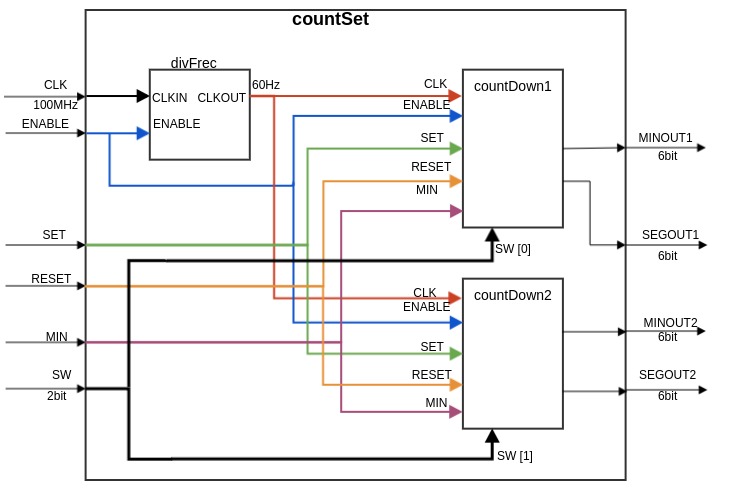 countSet
divFrec
CLK
100MHz
ENABLE
CLKIN CLKOUT
ENABLE
60Hz
CLK
ENABLE
SET
RESET
MIN
countDown1
SW [0]
MINOUT1
6bit
SEGOUT1
6bit
SET
RESET
MIN
SW
2bit
CLK
ENABLE
SET
RESET
MIN
countDown2
SW [1]
MINOUT2
6bit
SEGOUT2
6bit